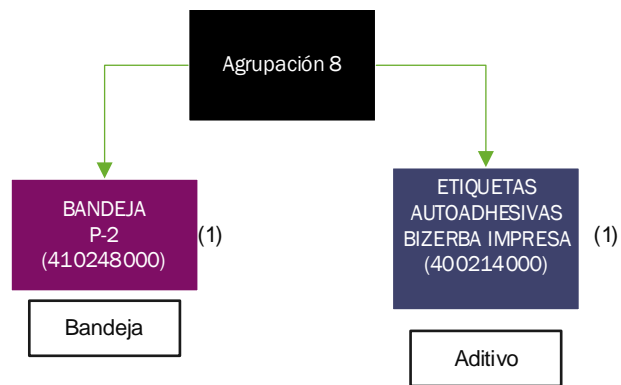 Agrupación 8
BANDEJA
P-2
(410248000)
(1)
Bandeja
ETIQUETAS
AUTOADHESIVAS
BIZERBA IMPRESA
(400214000)
(1)
Aditivo